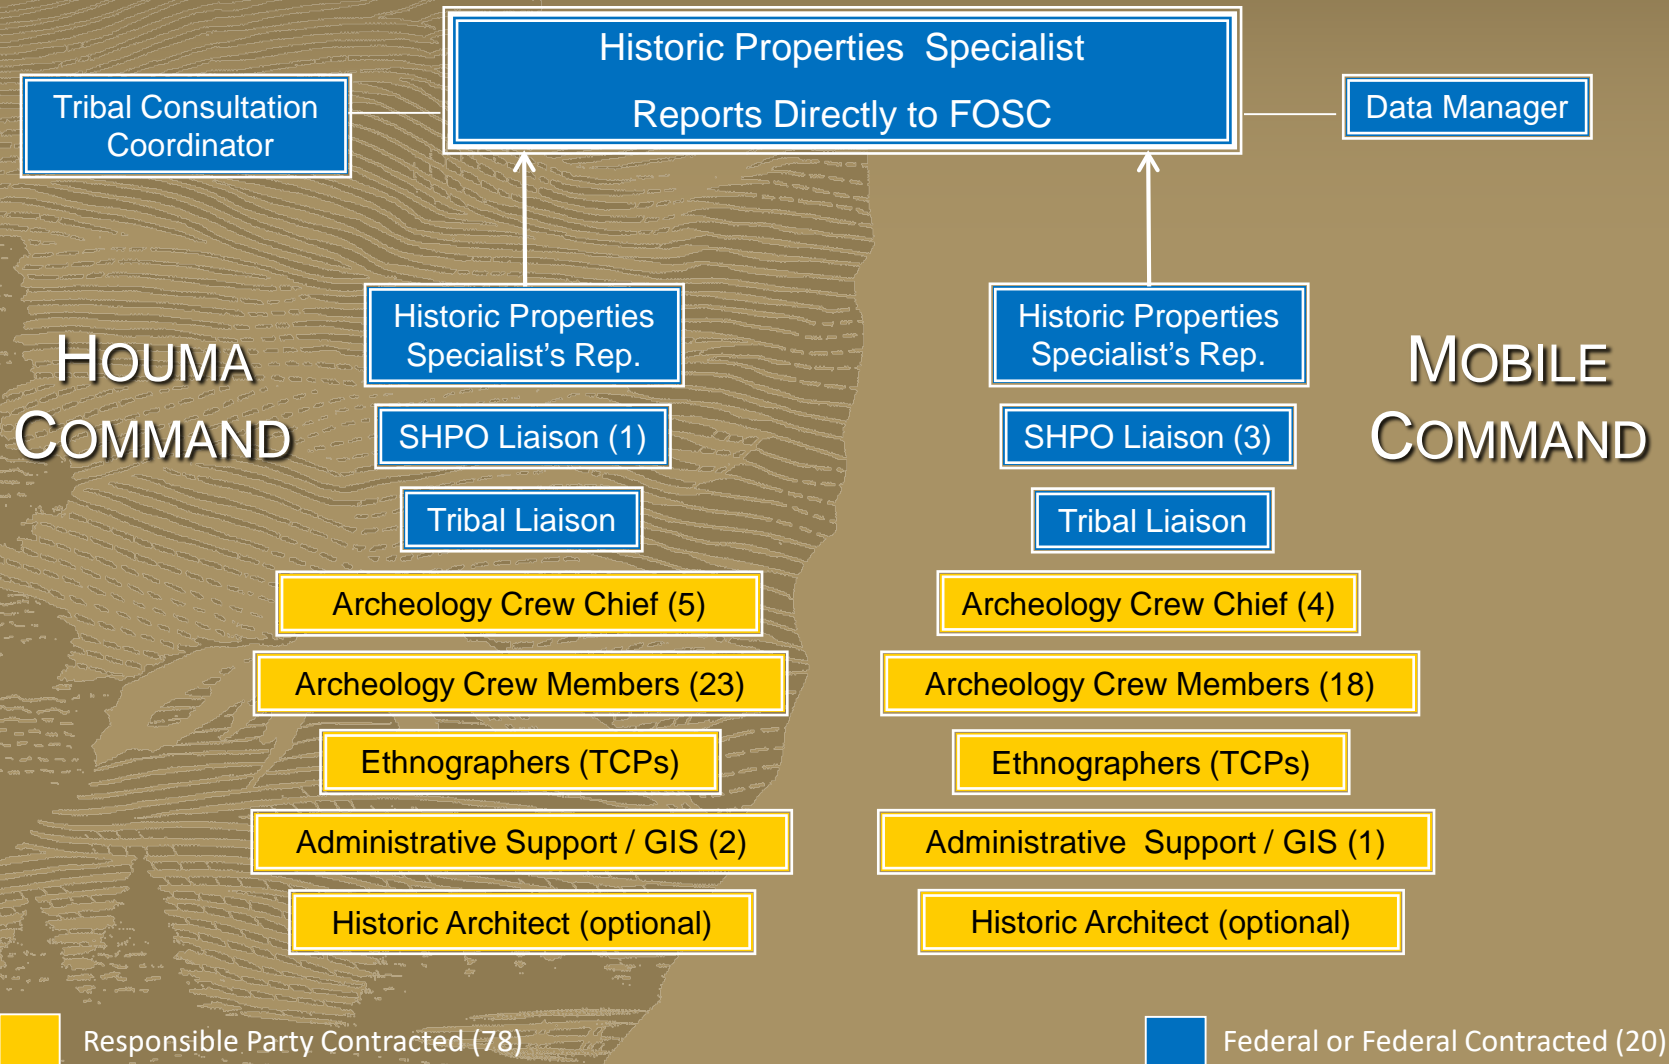 Historic Properties Specialist
Reports Directly to FOSC
Tribal Consultation
Coordinator
Data Manager
HOUMA
COMMAND
Historic Properties
Specialist's Rep.
SHPO Liaison (1)
Tribal Liaison
Archeology Crew Chief (5)
Archeology Crew Members (23)
Ethnographers (TCPs)
Administrative Support / GIS (2)
Historic Architect (optional)
Historic Properties
Specialist's Rep.
SHPO Liaison (3)
Tribal Liaison
Archeology Crew Chief (4)
Archeology Crew Members (18)
Ethnographers (TCPs)
Administrative Support / GIS (1)
Historic Architect (optional)
MOBILE
COMMAND
Responsible Party Contracted (78)
Federal or Federal Contracted (20)